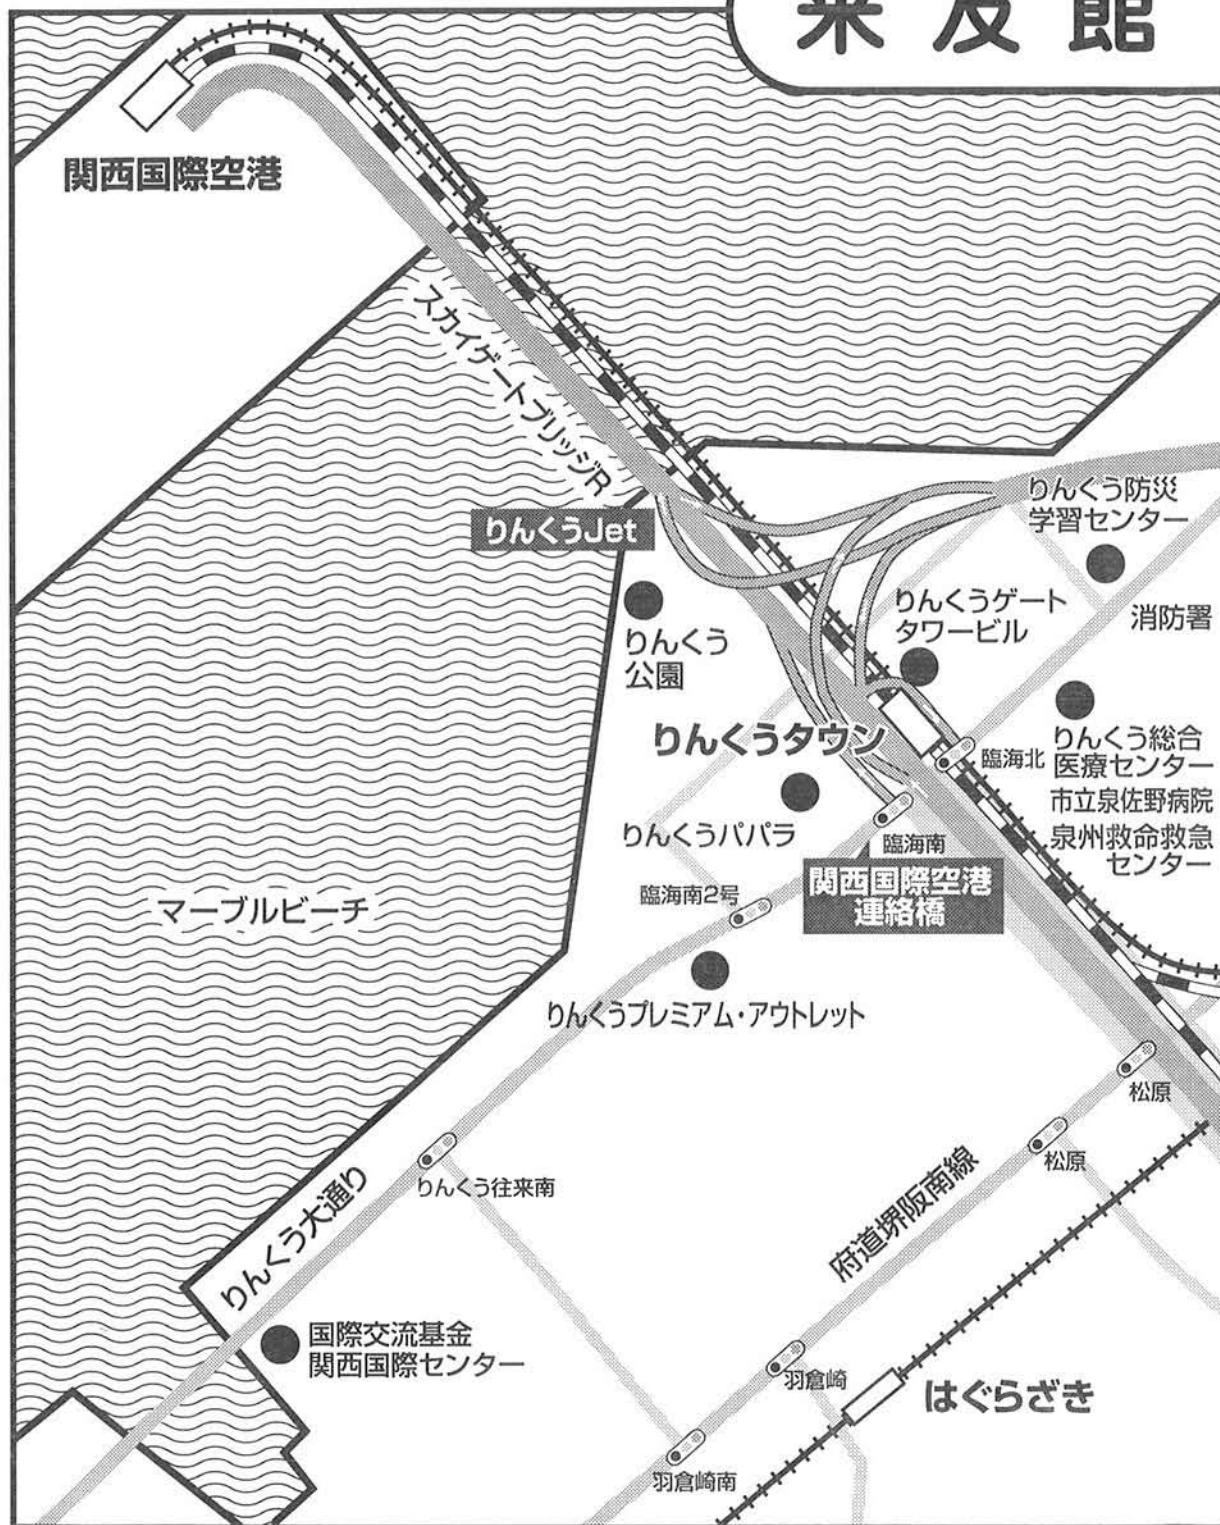 関西国際空港
スカイゲートブリッジR
りんくうJet
りんくう防災
学習センター
りんくうゲート
タワービル
消防署
りんくう
公園
りんくうタウン
臨海北
りんくう総合
医療センター
市立泉佐野病院
泉州救命救急
センター
りんくうパパラ
臨海南
関西国際空港
連絡橋
臨海南2号
マーブルビーチ
りんくうプレミアム・アウトレット
松原
松原
りんくう往来南
りんくう大通り
府道堺阪南線
国際交流基金
関西国際センター
羽倉崎
はぐらざき
羽倉崎南